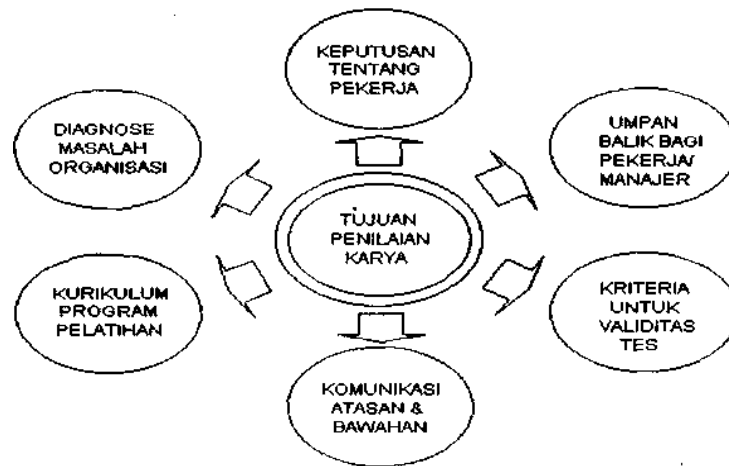 KEPUTUSAN
TENTANG
PEKERJA
DIAGNOSE
MASALAH
ORGANISASI
UMPAN
BALIK BAGI
PEKERJA/
MANAJER
TUJUAN
PENILAIAN
KARYA
KURIKULUM
PROGRAM
PELATIHAN
KRITERIA
UNTUK
VALIDITAS
TES
KOMUNIKASI
ATASAN &
BAWAHAN